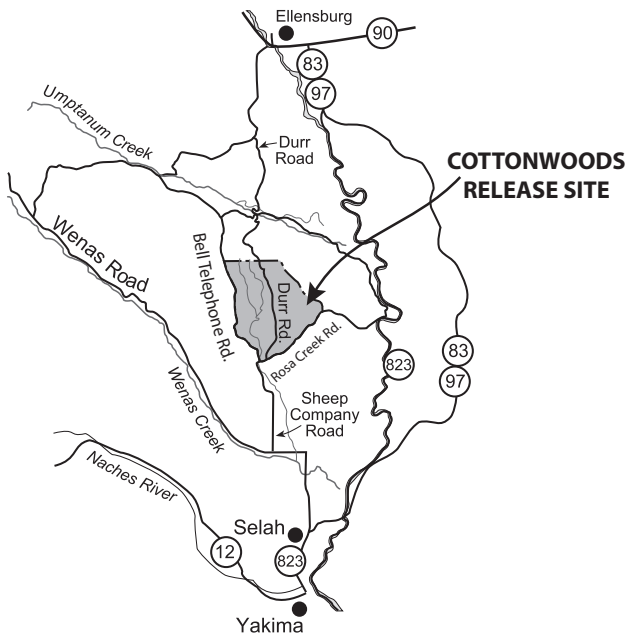 Ellensburg
90
83
97
Umptanum Creek
Durr
Road
COTTONWOODS
RELEASE SITE
Wenas Road
Bell Telephone Rd.
Durr Rd.
Rosa Creek Rd.
83
97
823
Wenas Creek
Sheep
Company
Road
Naches River
Selah
12
823
Yakima